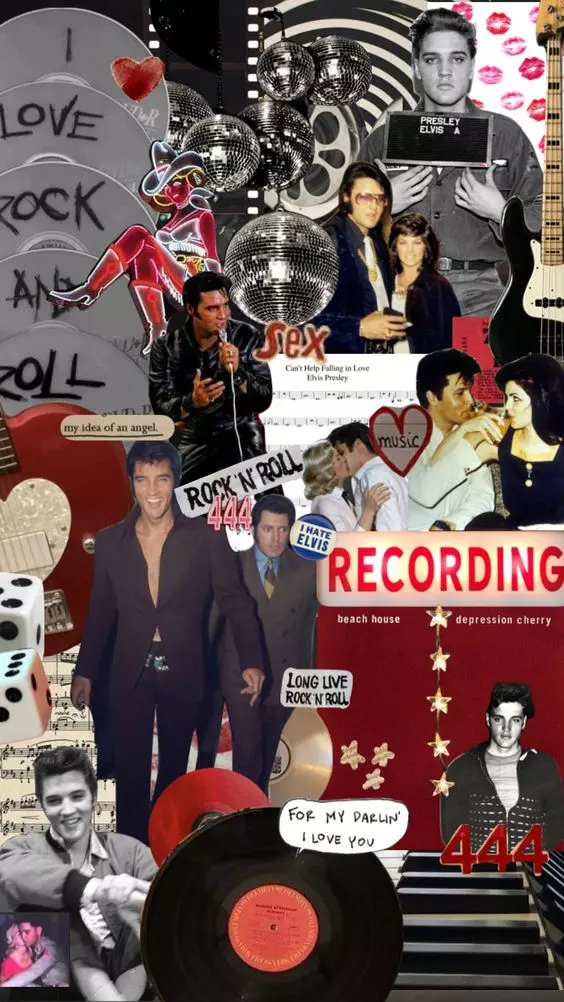 I
LOVE
ROCK
AND
ROLL
PRESLEY
ELVIS A
sex
Can't Help Falling in Love
Elvis Presley
my idea of an angel.
music
ROCK 'N' ROLL
444
I HATE
ELVIS
RECORDING
beach house
depression cherry
LONG LIVE
ROCK 'N' ROLL
FOR MY DARLIN'
I LOVE YOU
444